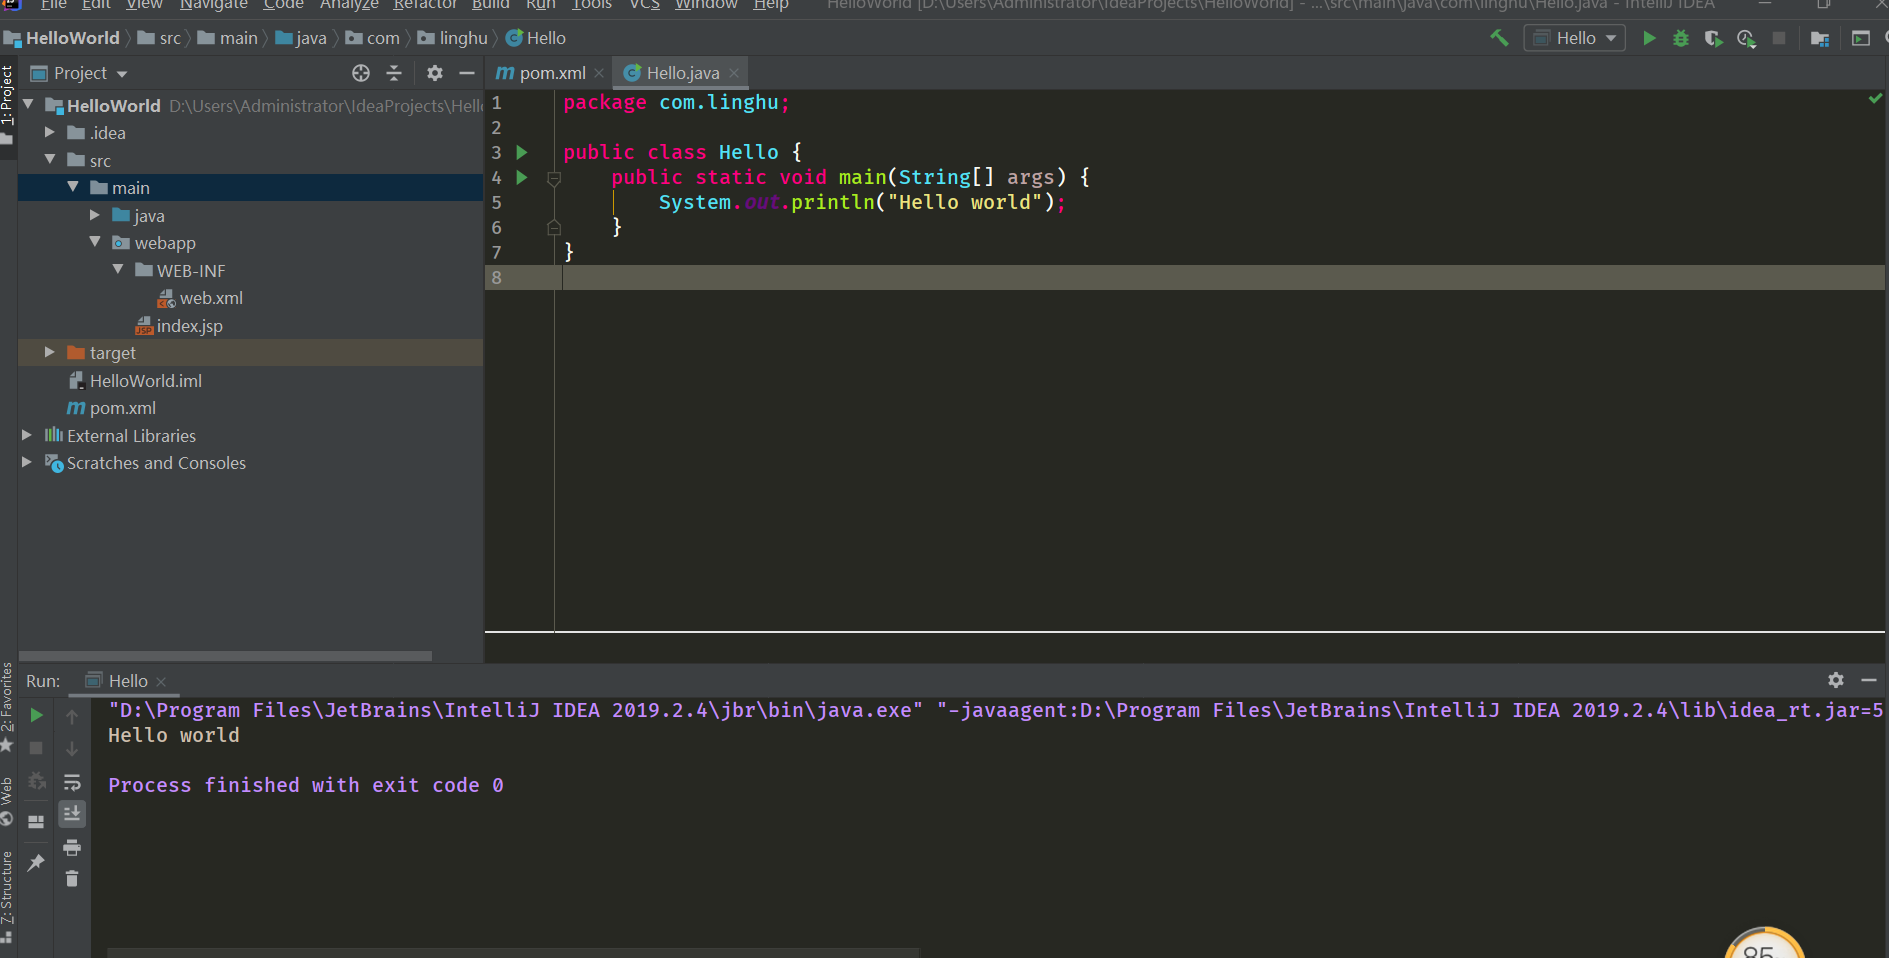 File Edit View Navigate Code Analyze Refactor Build Run Tools VCS Window Help HelloWorld [D:\Users\Administrator\IdeaProjects\HelloWorld] - ...\src\main\java\com\linghu\Hello.java - IntelliJ IDEA
HelloWorld src main java com linghu Hello Hello
1: Project
Project
pom.xml Hello.java
HelloWorld D:\Users\Administrator\IdeaProjects\Hell
.idea
src
main
java
webapp
WEB-INF
web.xml
index.jsp
target
HelloWorld.iml
pom.xml
External Libraries
Scratches and Consoles
1 package com.linghu;
2
3 public class Hello {
4 public static void main(String[] args) {
5 System.out.println("Hello world");
6 }
7 }
8
Run: Hello
"D:\Program Files\JetBrains\IntelliJ IDEA 2019.2.4\jbr\bin\java.exe" "-javaagent:D:\Program Files\JetBrains\IntelliJ IDEA 2019.2.4\lib\idea_rt.jar=5
Hello world
Process finished with exit code 0
2: Favorites
Web
7: Structure
85